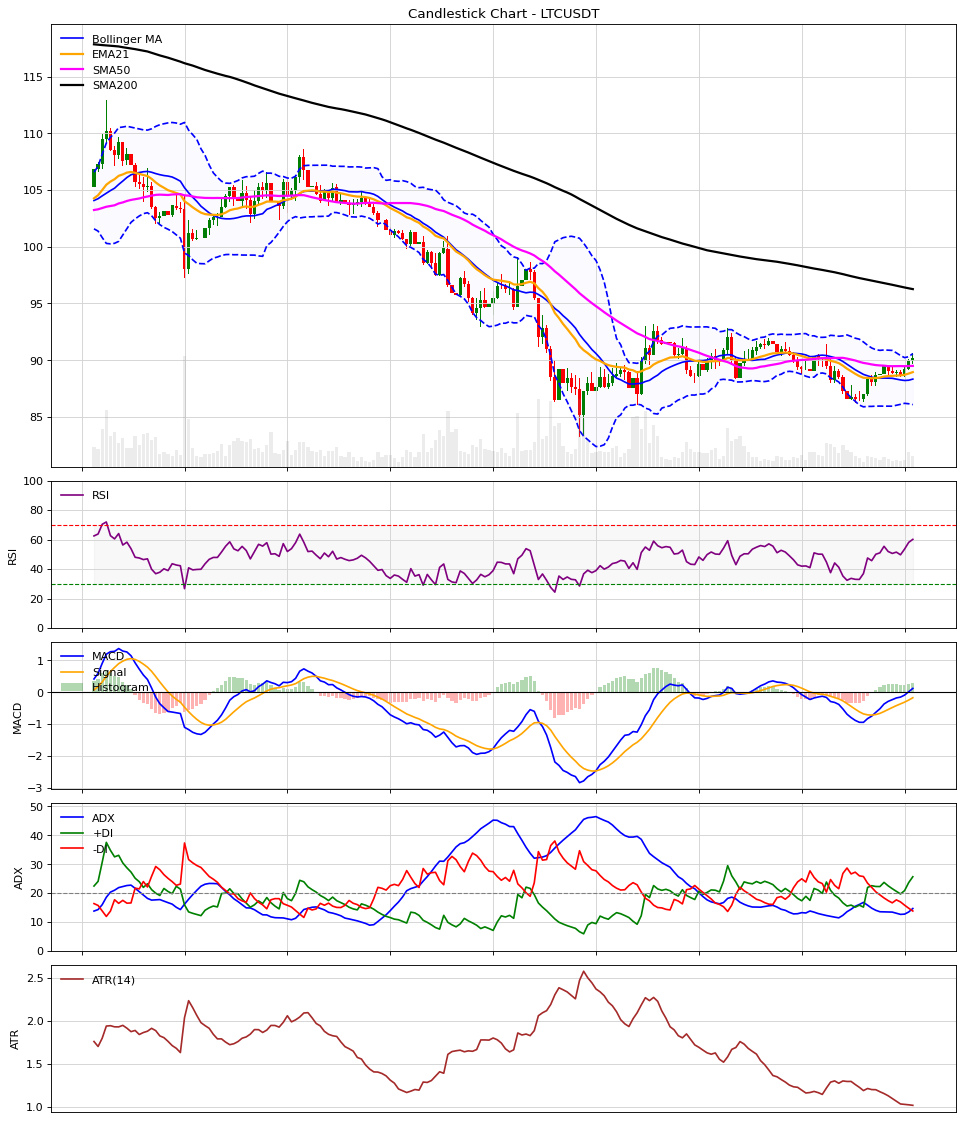 Candlestick Chart - LTCUSDT
Bollinger MA
EMA21
SMA50
SMA200
115
110
105
100
95
90
85
RSI
RSI
100
80
60
40
20
0
MACD
Signal
Histogram
MACD
1
0
−1
−2
−3
ADX
+DI
-DI
ADX
50
40
30
20
10
0
ATR(14)
ATR
2.5
2.0
1.5
1.0